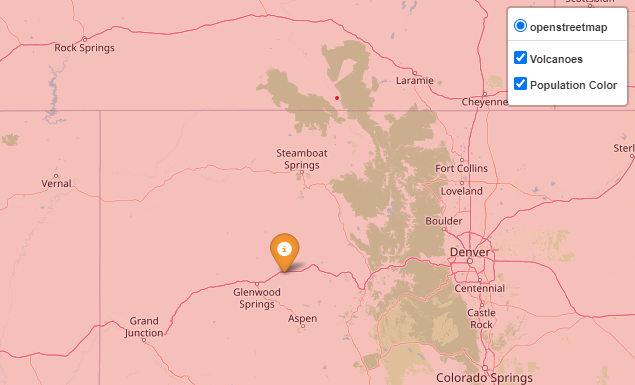 Scottsbluff
openstreetmap
Rock Springs
Volcanoes
Laramie
Population Color
Cheyenne
Steamboat
Springs
Sterl
Fort Collins
Vernal
Loveland
Boulder
i
Denver
Glenwood
Springs
Centennial
Aspen
Castle
Rock
Grand
Junction
Colorado Springs